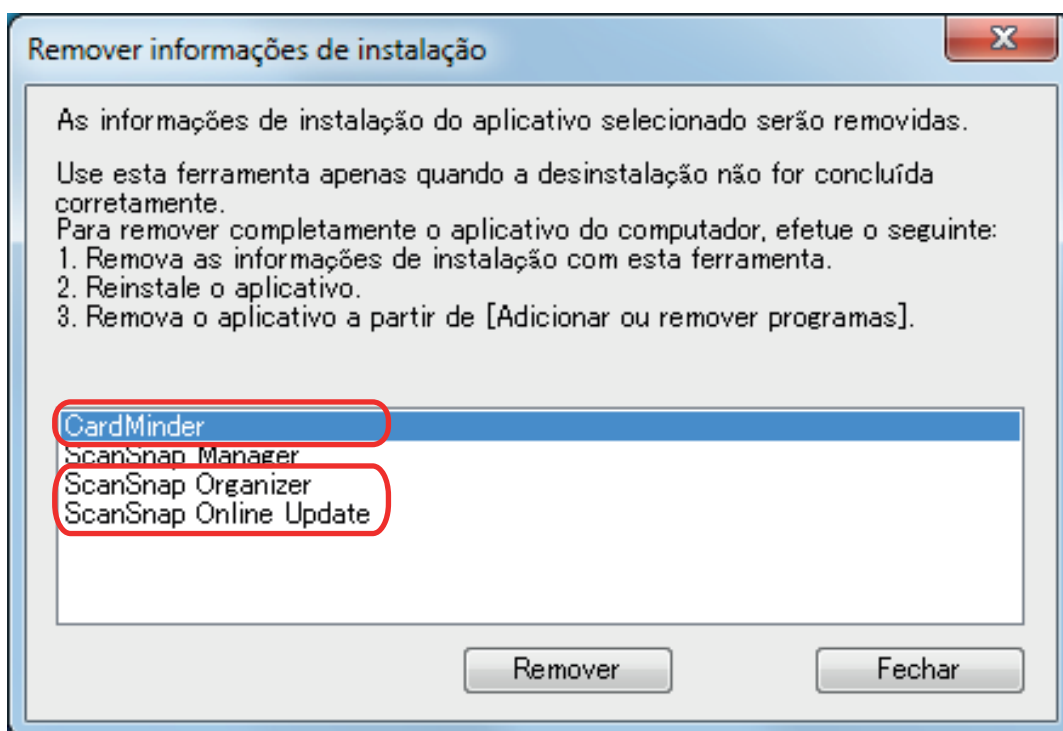 Remover informações de instalação
As informações de instalação do aplicativo selecionado serão removidas.
Use esta ferramenta apenas quando a desinstalação não for concluída
corretamente.
Para remover completamente o aplicativo do computador, efetue o seguinte:
1. Remova as informações de instalação com esta ferramenta.
2. Reinstale o aplicativo.
3. Remova o aplicativo a partir de [Adicionar ou remover programas].
CardMinder
ScanSnap Manager
ScanSnap Organizer
ScanSnap Online Update
Remover
Fechar